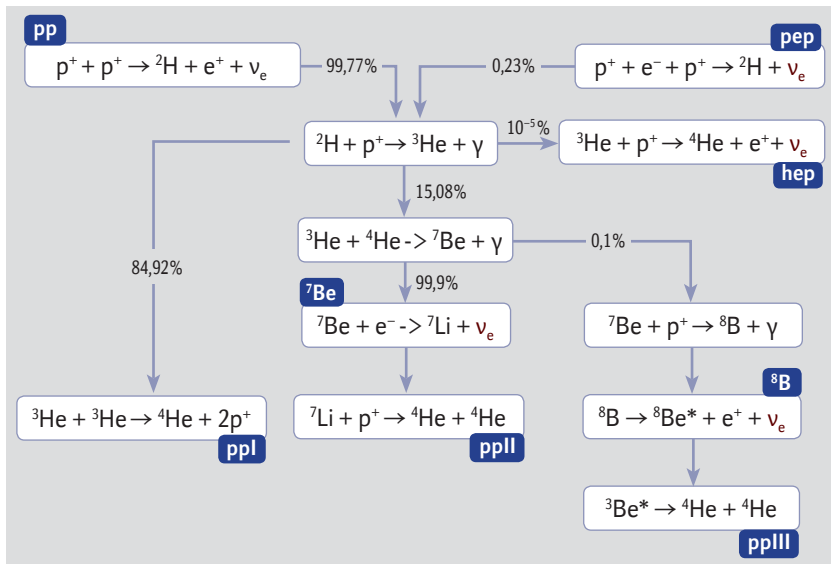 pp
p⁺ + p⁺ → ²H + e⁺ + νₑ
99,77%
0,23%
pep
p⁺ + e⁻ + p⁺ → ²H + νₑ
²H + p⁺ → ³He + γ
10⁻⁵%
³He + p⁺ → ⁴He + e⁺ + νₑ
hep
15,08%
³He + ⁴He -> ⁷Be + γ
0,1%
84,92%
99,9%
⁷Be
⁷Be + e⁻ -> ⁷Li + νₑ
⁷Be + p⁺ → ⁸B + γ
³He + ³He → ⁴He + 2p⁺
ppI
⁷Li + p⁺ → ⁴He + ⁴He
ppII
⁸B
⁸B → ⁸Be* + e⁺ + νₑ
³Be* → ⁴He + ⁴He
ppIII